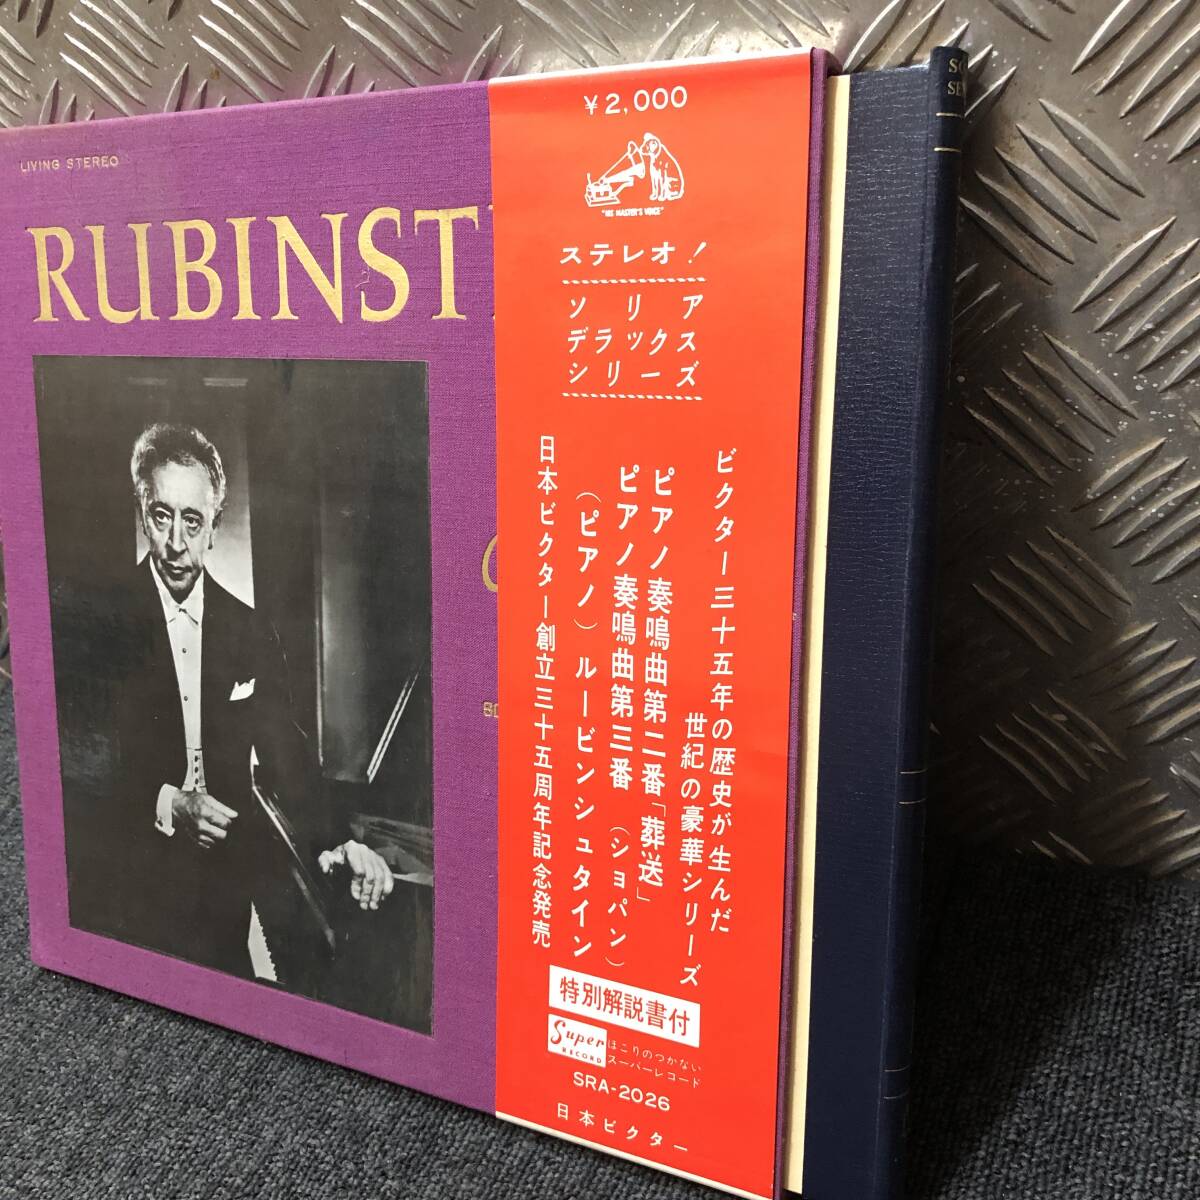 LIVING STEREO
RUBINST
¥2,000
"HIS MASTER'S VOICE"
ステレオ!
ソリア
デラックス
シリーズ
ビクター三十五年の歴史が生んだ
世紀の豪華シリーズ
ピアノ奏鳴曲第二番「葬送」
ピアノ奏鳴曲第三番 (ショパン)
(ピアノ) ルービンシュタイン
日本ビクター創立三十五周年記念発売
特別解説書付
Super
RECORD
ほこりのつかない
スーパーレコード
SRA-2026
日本ビクター